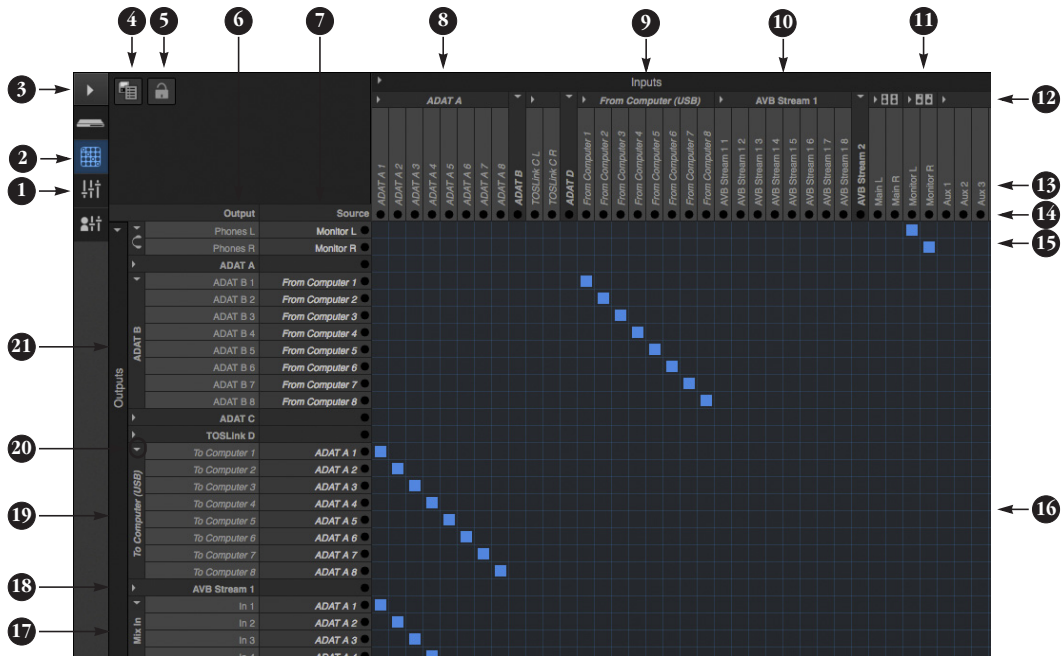 4
5
6
7
8
9
10
11
3
2
1
12
13
14
15
21
20
19
18
17
16
Inputs
ADAT A
From Computer (USB)
AVB Stream 1
ADAT A 1
ADAT A 2
ADAT A 3
ADAT A 4
ADAT A 5
ADAT A 6
ADAT A 7
ADAT A 8
ADAT B
TOSLink C L
TOSLink C R
ADAT D
From Computer 1
From Computer 2
From Computer 3
From Computer 4
From Computer 5
From Computer 6
From Computer 7
From Computer 8
AVB Stream 1 1
AVB Stream 1 2
AVB Stream 1 3
AVB Stream 1 4
AVB Stream 1 5
AVB Stream 1 6
AVB Stream 1 7
AVB Stream 1 8
AVB Stream 2
Main L
Main R
Monitor L
Monitor R
Aux 1
Aux 2
Aux 3
Output Source
Outputs
Phones L Monitor L
Phones R Monitor R
ADAT A
ADAT B
ADAT B 1 From Computer 1
ADAT B 2 From Computer 2
ADAT B 3 From Computer 3
ADAT B 4 From Computer 4
ADAT B 5 From Computer 5
ADAT B 6 From Computer 6
ADAT B 7 From Computer 7
ADAT B 8 From Computer 8
ADAT C
TOSLink D
To Computer (USB)
To Computer 1 ADAT A 1
To Computer 2 ADAT A 2
To Computer 3 ADAT A 3
To Computer 4 ADAT A 4
To Computer 5 ADAT A 5
To Computer 6 ADAT A 6
To Computer 7 ADAT A 7
To Computer 8 ADAT A 8
AVB Stream 1
Mix In
In 1 ADAT A 1
In 2 ADAT A 2
In 3 ADAT A 3
In 4 ADAT A 4